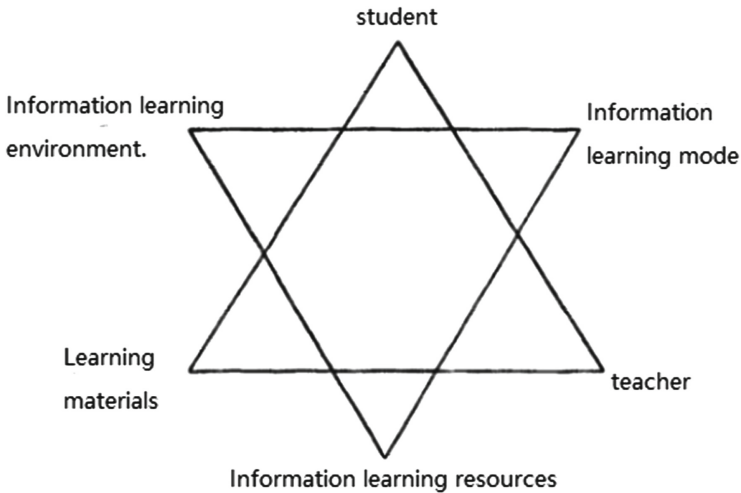 student
Information learning
environment.
Information
learning mode
Learning
materials
teacher
Information learning resources